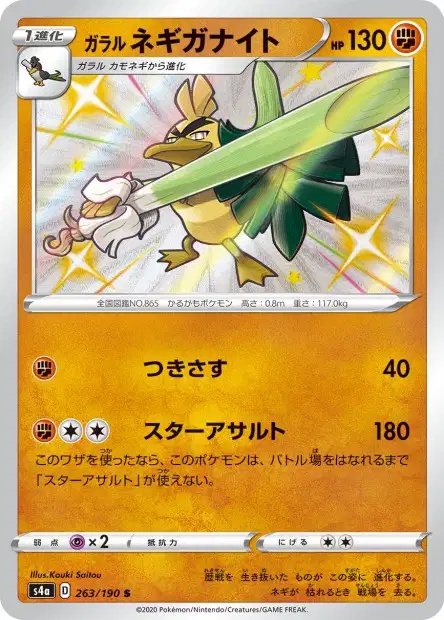 1進化 ガラル ネギガナイト HP 130
ガラル カモネギから進化
全国図鑑NO.865 かるがもポケモン 高さ:0.8m 重さ:117.0kg
つきさす 40
スターアサルト 180
このワザを使ったなら、このポケモンは、バトル場をはなれるまで
「スターアサルト」が使えない。
弱点 ×2 抵抗力 にげる
Illus.Kouki Saitou
s4a D 263/190 S
歴戦を 生き抜いた ものが この姿に 進化する。
ネギが 枯れるとき 戦場を 去る。
©2020 Pokémon/Nintendo/Creatures/GAME FREAK.